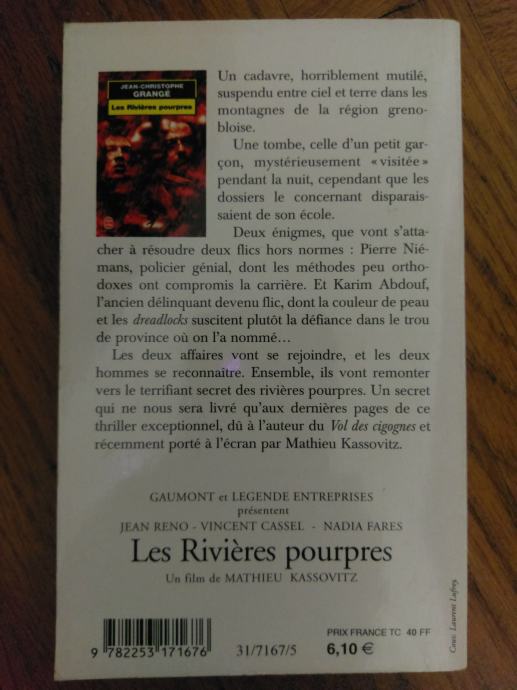 JEAN-CHRISTOPHE
GRANGÉ
Les Rivières pourpres
Un cadavre, horriblement mutilé,
suspendu entre ciel et terre dans les
montagnes de la région greno-
bloise.
Une tombe, celle d'un petit gar-
çon, mystérieusement « visitée »
pendant la nuit, cependant que les
dossiers le concernant disparais-
saient de son école.
Deux énigmes, que vont s'atta-
cher à résoudre deux flics hors normes : Pierre Nié-
mans, policier génial, dont les méthodes peu ortho-
doxes ont compromis la carrière. Et Karim Abdouf,
l'ancien délinquant devenu flic, dont la couleur de peau
et les dreadlocks suscitent plutôt la défiance dans le trou
de province où on l'a nommé…
Les deux affaires vont se rejoindre, et les deux
hommes se reconnaître. Ensemble, ils vont remonter
vers le terrifiant secret des rivières pourpres. Un secret
qui ne nous sera livré qu'aux dernières pages de ce
thriller exceptionnel, dû à l'auteur du Vol des cigognes et
récemment porté à l'écran par Mathieu Kassovitz.
GAUMONT et LEGENDE ENTREPRISES
présentent
JEAN RENO - VINCENT CASSEL - NADIA FARES
Les Rivières pourpres
Un film de MATHIEU KASSOVITZ
9 782253 171676
31/7167/5
PRIX FRANCE TC 40 FF
6,10 €
Couv. Laurent Lufroy.